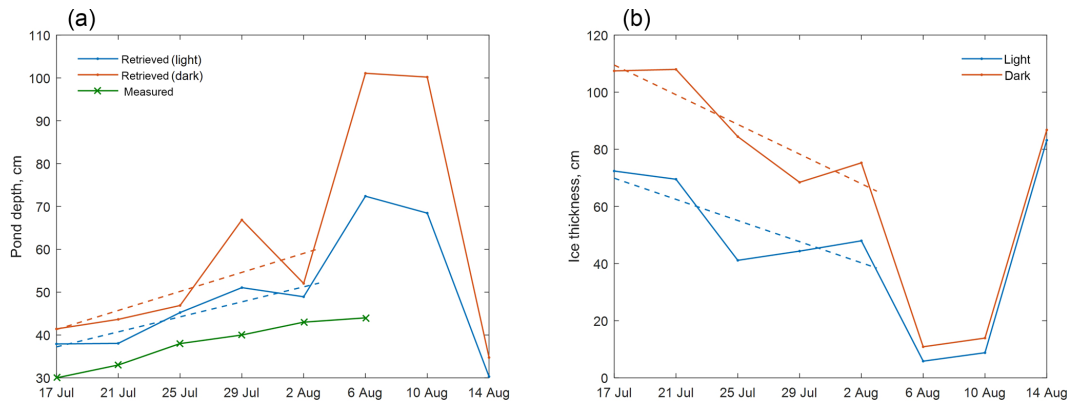 (a)
Pond depth, cm
100
90
80
70
60
50
40
30
17 Jul 21 Jul 25 Jul 29 Jul 2 Aug 6 Aug 10 Aug 14 Aug
110
Retrieved (light)
Retrieved (dark)
Measured
(b)
Ice thickness, cm
120
100
80
60
40
20
0
17 Jul 21 Jul 25 Jul 29 Jul 2 Aug 6 Aug 10 Aug 14 Aug
Light
Dark